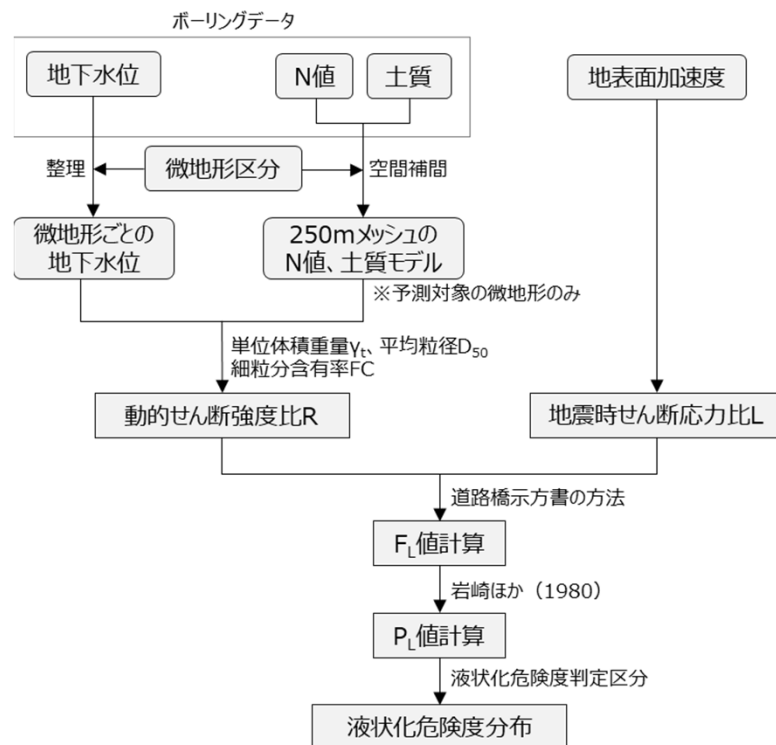 ボーリングデータ
地下水位
N値
土質
地表面加速度
整理
微地形区分
空間補間
微地形ごとの
地下水位
250mメッシュの
N値、土質モデル
※予測対象の微地形のみ
単位体積重量γt、平均粒径D50
細粒分含有率FC
動的せん断強度比R
地震時せん断応力比L
道路橋示方書の方法
FL値計算
岩崎ほか（1980）
PL値計算
液状化危険度判定区分
液状化危険度分布